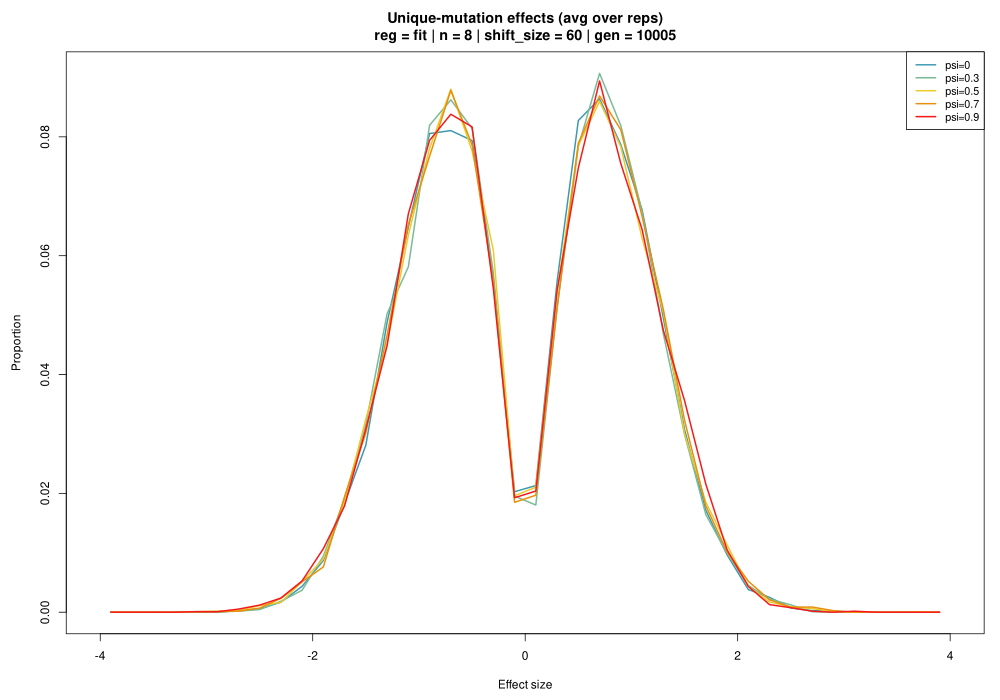 Unique-mutation effects (avg over reps)
reg = fit | n = 8 | shift_size = 60 | gen = 10005
psi=0
psi=0.3
psi=0.5
psi=0.7
psi=0.9
Proportion
0.08
0.06
0.04
0.02
0.00
-4
-2
0
2
4
Effect size